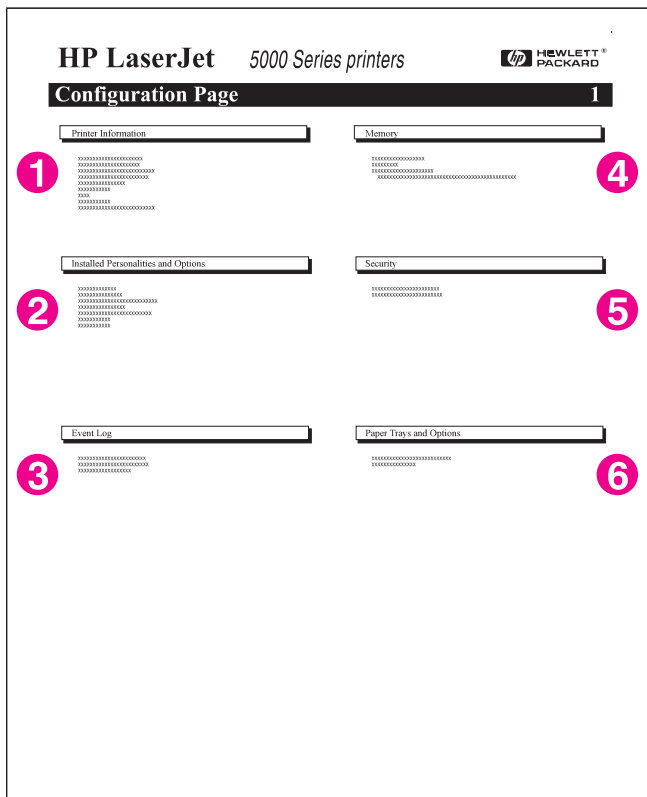 HP LaserJet 5000 Series printers
hp HEWLETT® PACKARD
Configuration Page 1
Printer Information
1
Installed Personalities and Options
2
Event Log
3
Memory
4
Security
5
Paper Trays and Options
6